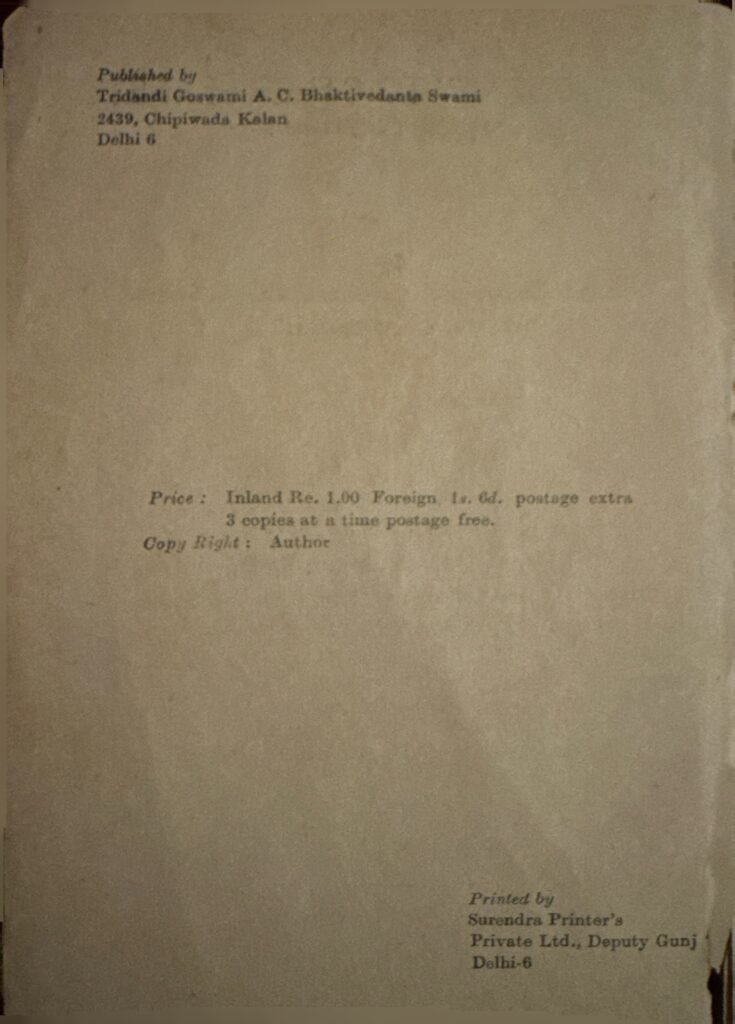 Published by
Tridandi Goswami A. C. Bhaktivedanta Swami
2439, Chipiwada Kalan
Delhi 6
Price : Inland Re. 1.00 Foreign 1s. 6d. postage extra
3 copies at a time postage free.
Copy Right : Author
Printed by
Surendra Printer's
Private Ltd., Deputy Gunj
Delhi-6